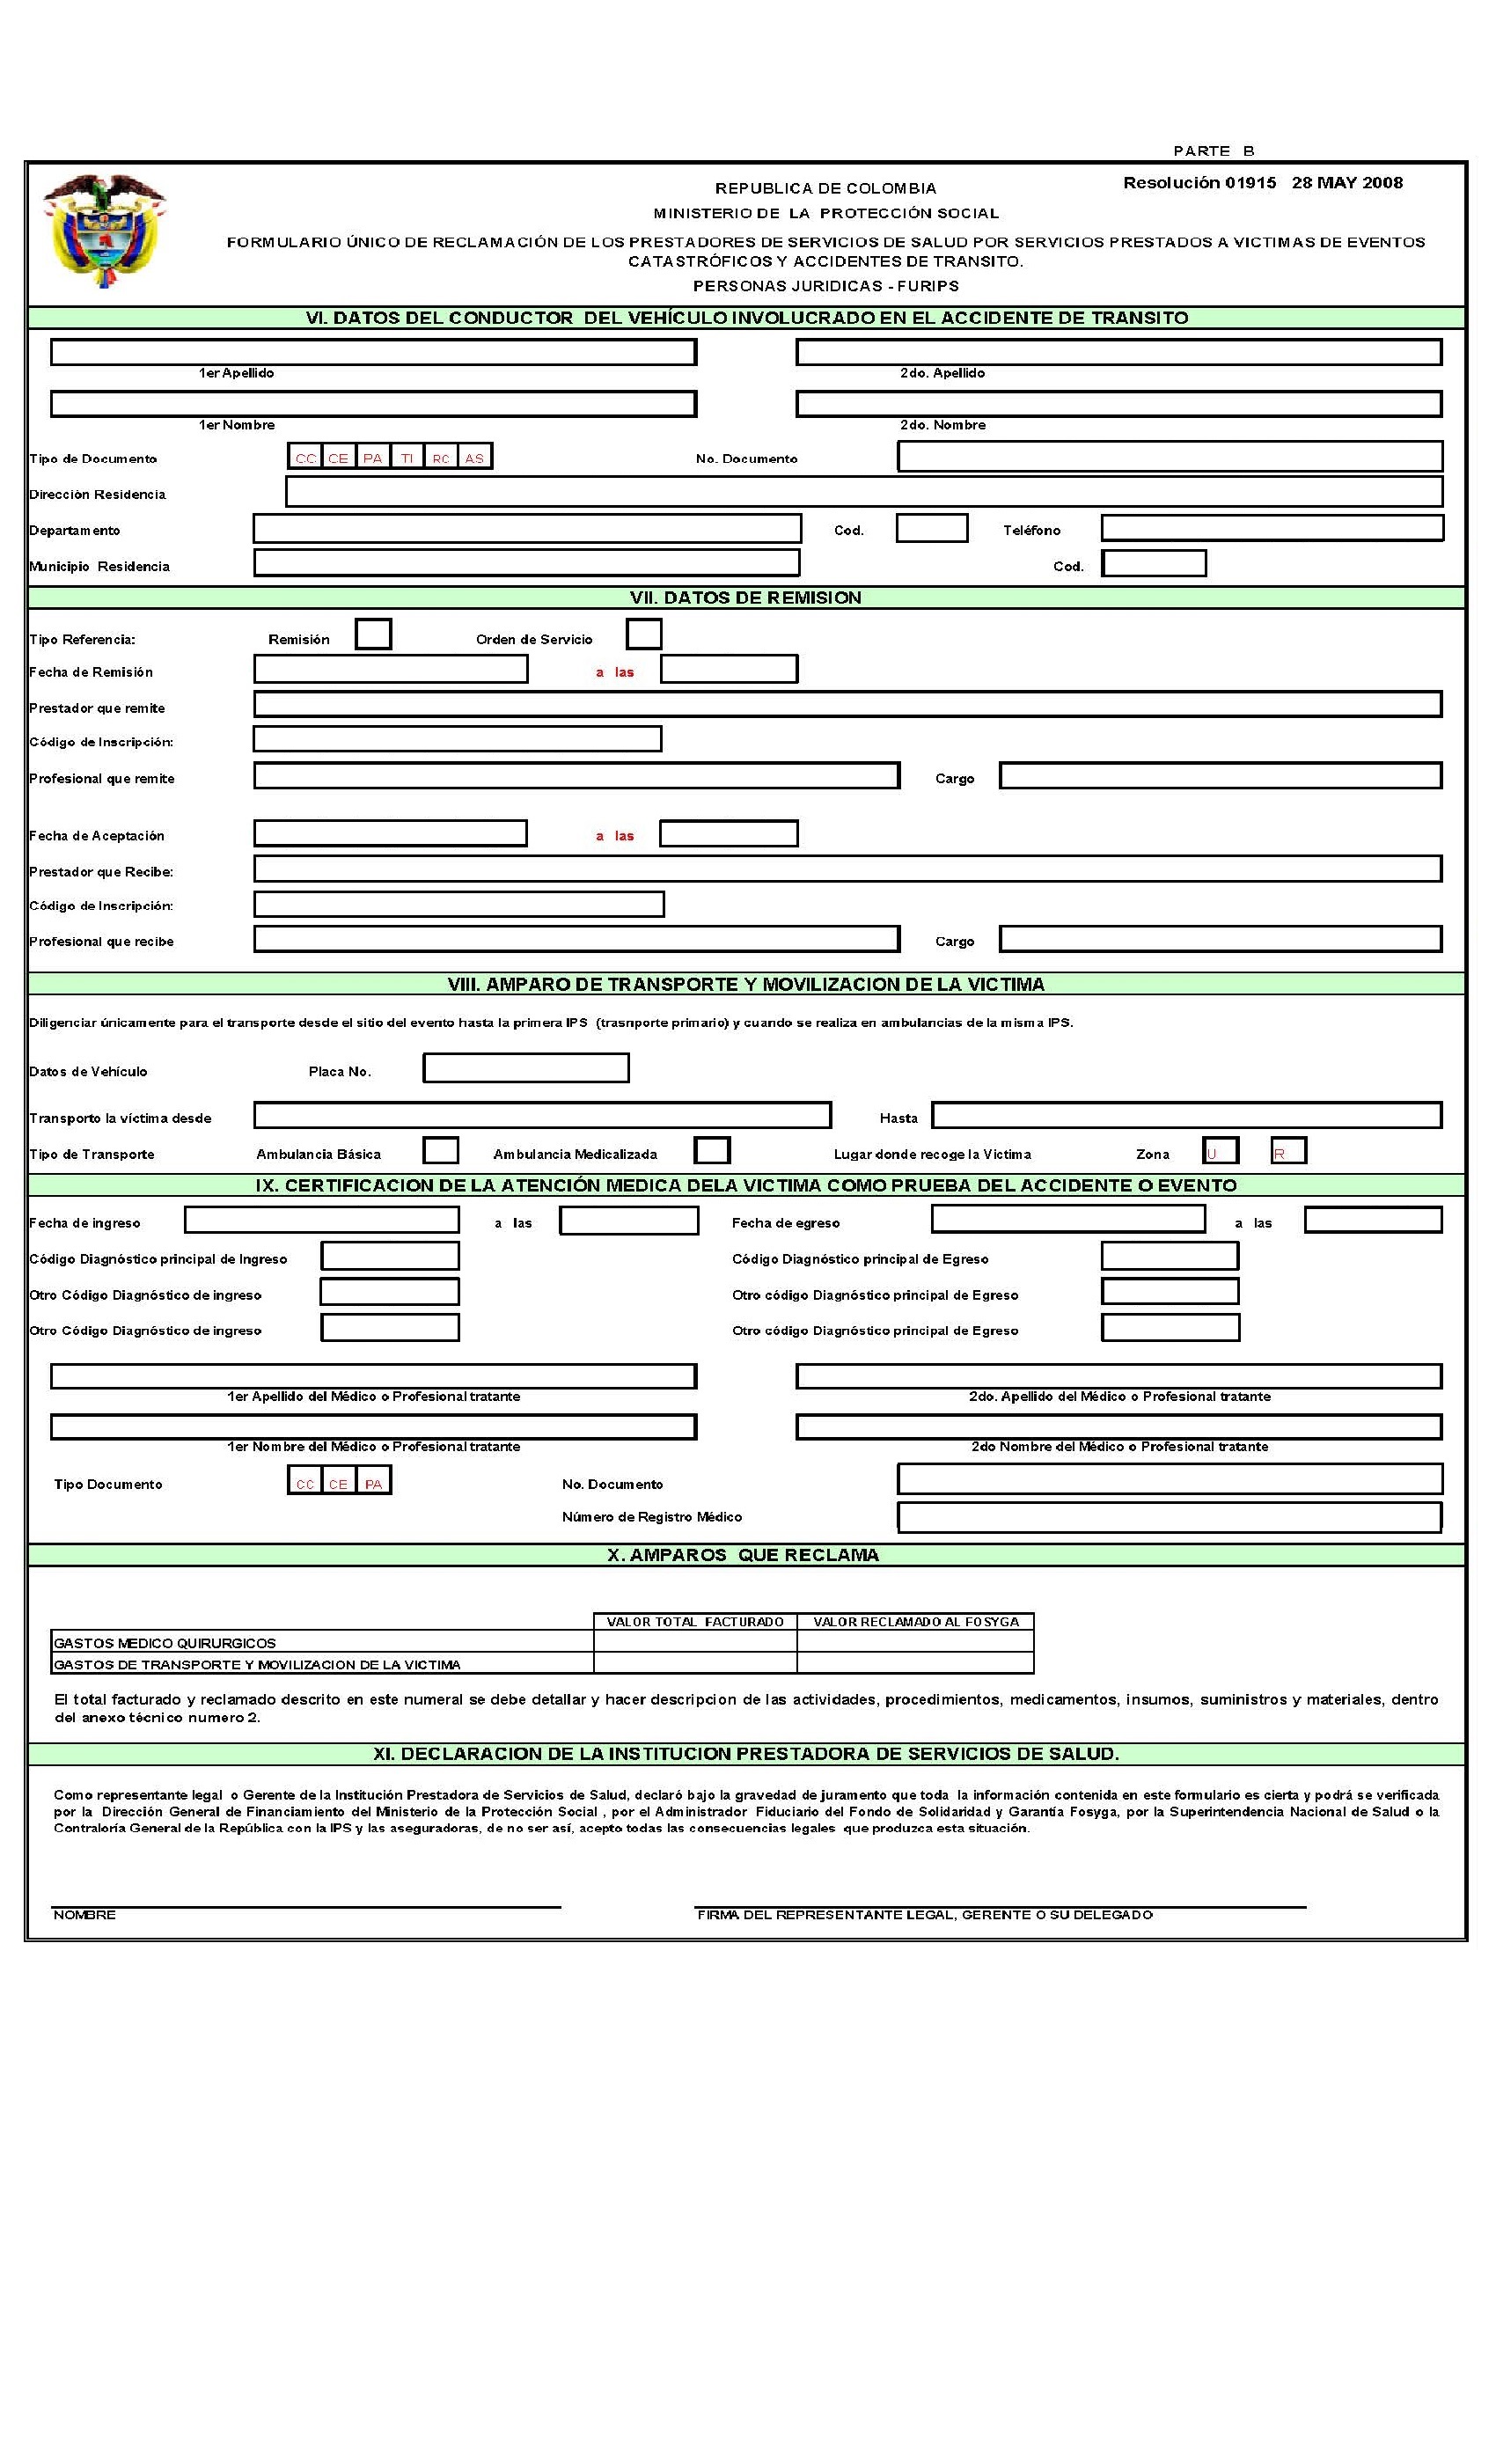 PARTE B
Resolución 01915 28 MAY 2008
REPUBLICA DE COLOMBIA
MINISTERIO DE LA PROTECCIÓN SOCIAL
FORMULARIO ÚNICO DE RECLAMACIÓN DE LOS PRESTADORES DE SERVICIOS DE SALUD POR SERVICIOS PRESTADOS A VICTIMAS DE EVENTOS
CATASTRÓFICOS Y ACCIDENTES DE TRANSITO.
PERSONAS JURIDICAS - FURIPS
VI. DATOS DEL CONDUCTOR DEL VEHÍCULO INVOLUCRADO EN EL ACCIDENTE DE TRANSITO
1er Apellido 2do. Apellido
1er Nombre 2do. Nombre
Tipo de Documento CC CE PA TI RC AS No. Documento
Dirección Residencia
Departamento Cod. Teléfono
Municipio Residencia Cod.
VII. DATOS DE REMISION
Tipo Referencia: Remisión Orden de Servicio
Fecha de Remisión a las
Prestador que remite
Código de Inscripción:
Profesional que remite Cargo
Fecha de Aceptación a las
Prestador que Recibe:
Código de Inscripción:
Profesional que recibe Cargo
VIII. AMPARO DE TRANSPORTE Y MOVILIZACION DE LA VICTIMA
Diligenciar únicamente para el transporte desde el sitio del evento hasta la primera IPS (trasnporte primario) y cuando se realiza en ambulancias de la misma IPS.
Datos de Vehículo Placa No.
Transporto la víctima desde Hasta
Tipo de Transporte Ambulancia Básica Ambulancia Medicalizada Lugar donde recoge la Victima Zona U R
IX. CERTIFICACION DE LA ATENCIÓN MEDICA DELA VICTIMA COMO PRUEBA DEL ACCIDENTE O EVENTO
Fecha de ingreso a las Fecha de egreso a las
Código Diagnóstico principal de Ingreso Código Diagnóstico principal de Egreso
Otro Código Diagnóstico de ingreso Otro código Diagnóstico principal de Egreso
Otro Código Diagnóstico de ingreso Otro código Diagnóstico principal de Egreso
1er Apellido del Médico o Profesional tratante 2do. Apellido del Médico o Profesional tratante
1er Nombre del Médico o Profesional tratante 2do Nombre del Médico o Profesional tratante
Tipo Documento CC CE PA No. Documento
Número de Registro Médico
X. AMPAROS QUE RECLAMA
VALOR TOTAL FACTURADO VALOR RECLAMADO AL FOSYGA
GASTOS MEDICO QUIRURGICOS
GASTOS DE TRANSPORTE Y MOVILIZACION DE LA VICTIMA
El total facturado y reclamado descrito en este numeral se debe detallar y hacer descripcion de las actividades, procedimientos, medicamentos, insumos, suministros y materiales, dentro
del anexo técnico numero 2.
XI. DECLARACION DE LA INSTITUCION PRESTADORA DE SERVICIOS DE SALUD.
Como representante legal o Gerente de la Institución Prestadora de Servicios de Salud, declaró bajo la gravedad de juramento que toda la información contenida en este formulario es cierta y podrá se verificada
por la Dirección General de Financiamiento del Ministerio de la Protección Social , por el Administrador Fiduciario del Fondo de Solidaridad y Garantía Fosyga, por la Superintendencia Nacional de Salud o la
Contraloría General de la República con la IPS y las aseguradoras, de no ser así, acepto todas las consecuencias legales que produzca esta situación.
NOMBRE FIRMA DEL REPRESENTANTE LEGAL, GERENTE O SU DELEGADO